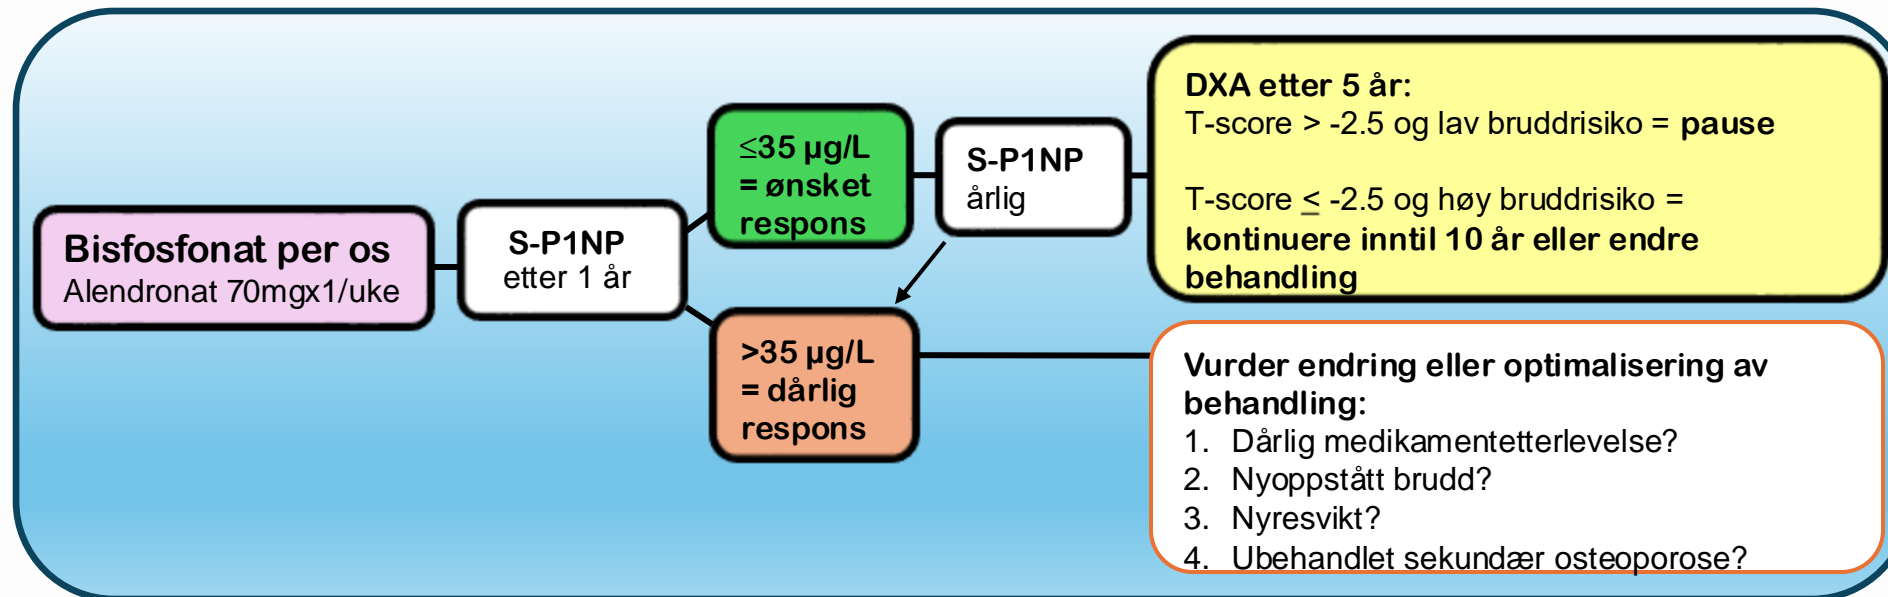 Bisfosfonat per os
Alendronat 70mgx1/uke
S-P1NP
etter 1 år
≤35 µg/L
= ønsket
respons
S-P1NP
årlig
DXA etter 5 år:
T-score > -2.5 og lav bruddrisiko = pause
T-score ≤ -2.5 og høy bruddrisiko =
kontinuere inntil 10 år eller endre
behandling
>35 µg/L
= dårlig
respons
Vurder endring eller optimalisering av
behandling:
1. Dårlig medikamentetterlevelse?
2. Nyoppstått brudd?
3. Nyresvikt?
4. Ubehandlet sekundær osteoporose?